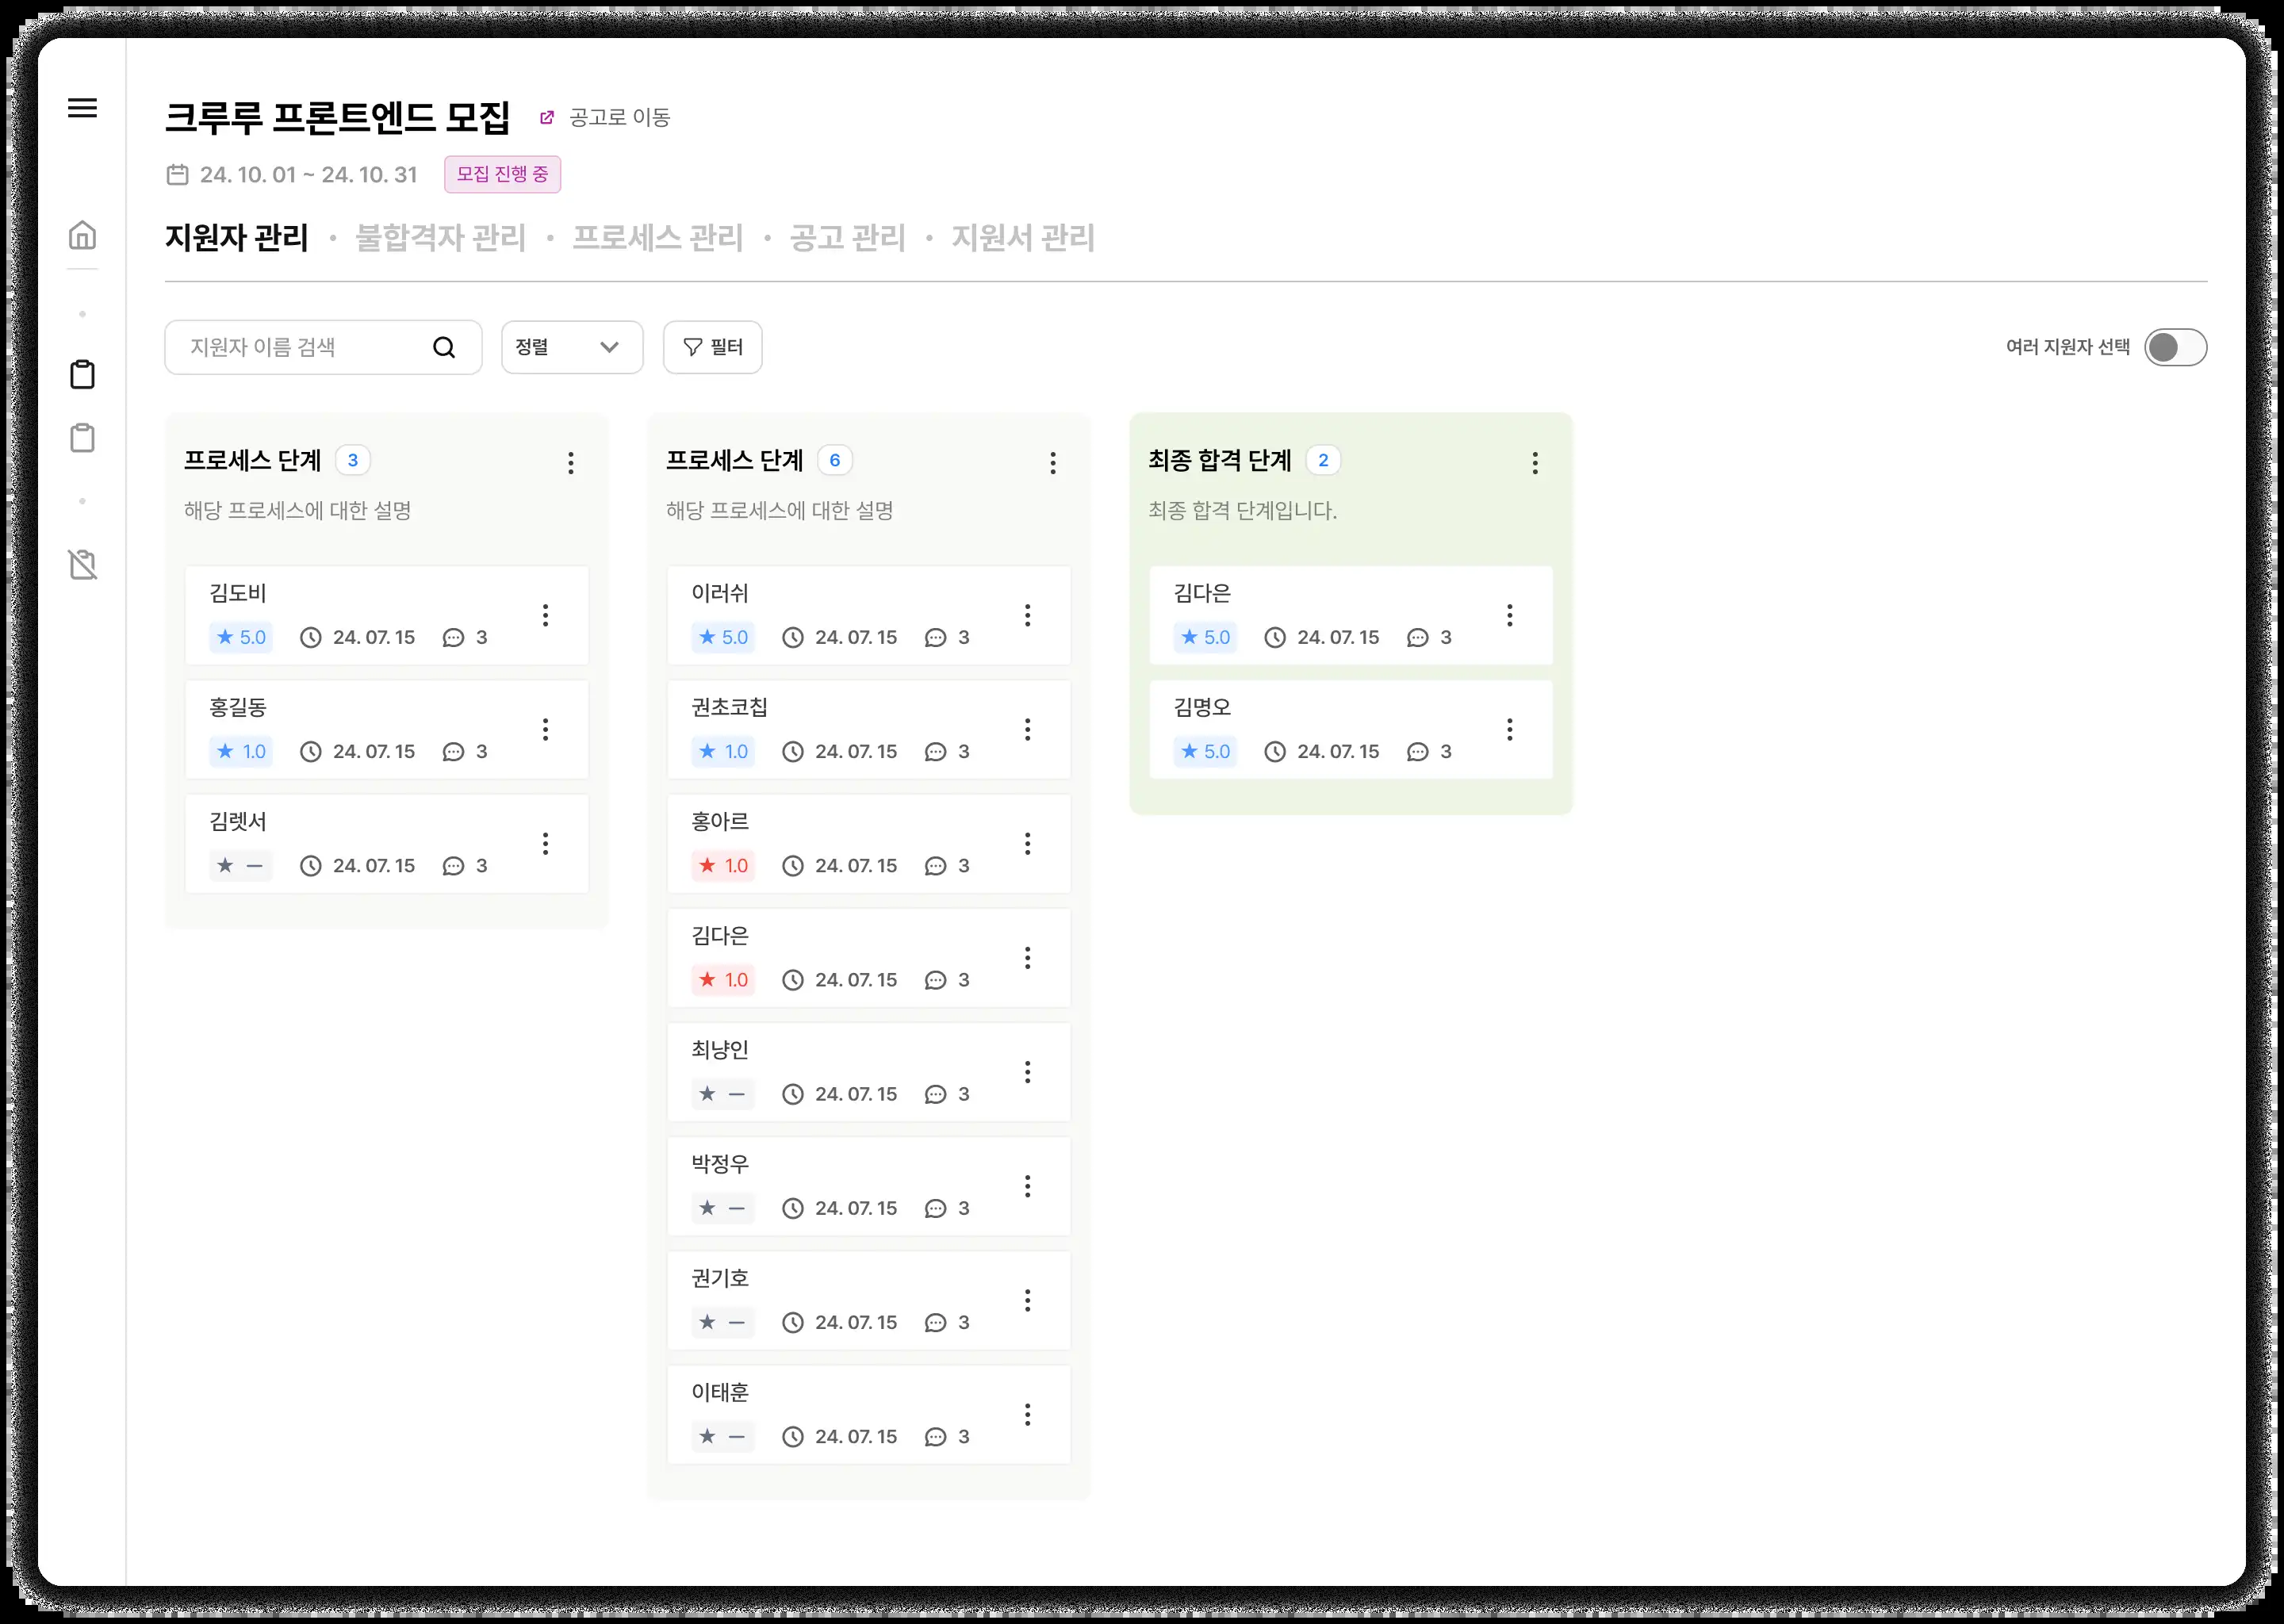 크루루 프론트엔드 모집 공고로 이동
24. 10. 01 ~ 24. 10. 31 모집 진행 중
지원자 관리 • 불합격자 관리 • 프로세스 관리 • 공고 관리 • 지원서 관리
지원자 이름 검색 정렬 필터 여러 지원자 선택
프로세스 단계 3
해당 프로세스에 대한 설명
김도비
★ 5.0 24. 07. 15 3
홍길동
★ 1.0 24. 07. 15 3
김렛서
★ – 24. 07. 15 3
프로세스 단계 6
해당 프로세스에 대한 설명
이러쉬
★ 5.0 24. 07. 15 3
권초코칩
★ 1.0 24. 07. 15 3
홍아르
★ 1.0 24. 07. 15 3
김다은
★ 1.0 24. 07. 15 3
최냥인
★ – 24. 07. 15 3
박정우
★ – 24. 07. 15 3
권기호
★ – 24. 07. 15 3
이태훈
★ – 24. 07. 15 3
최종 합격 단계 2
최종 합격 단계입니다.
김다은
★ 5.0 24. 07. 15 3
김명오
★ 5.0 24. 07. 15 3